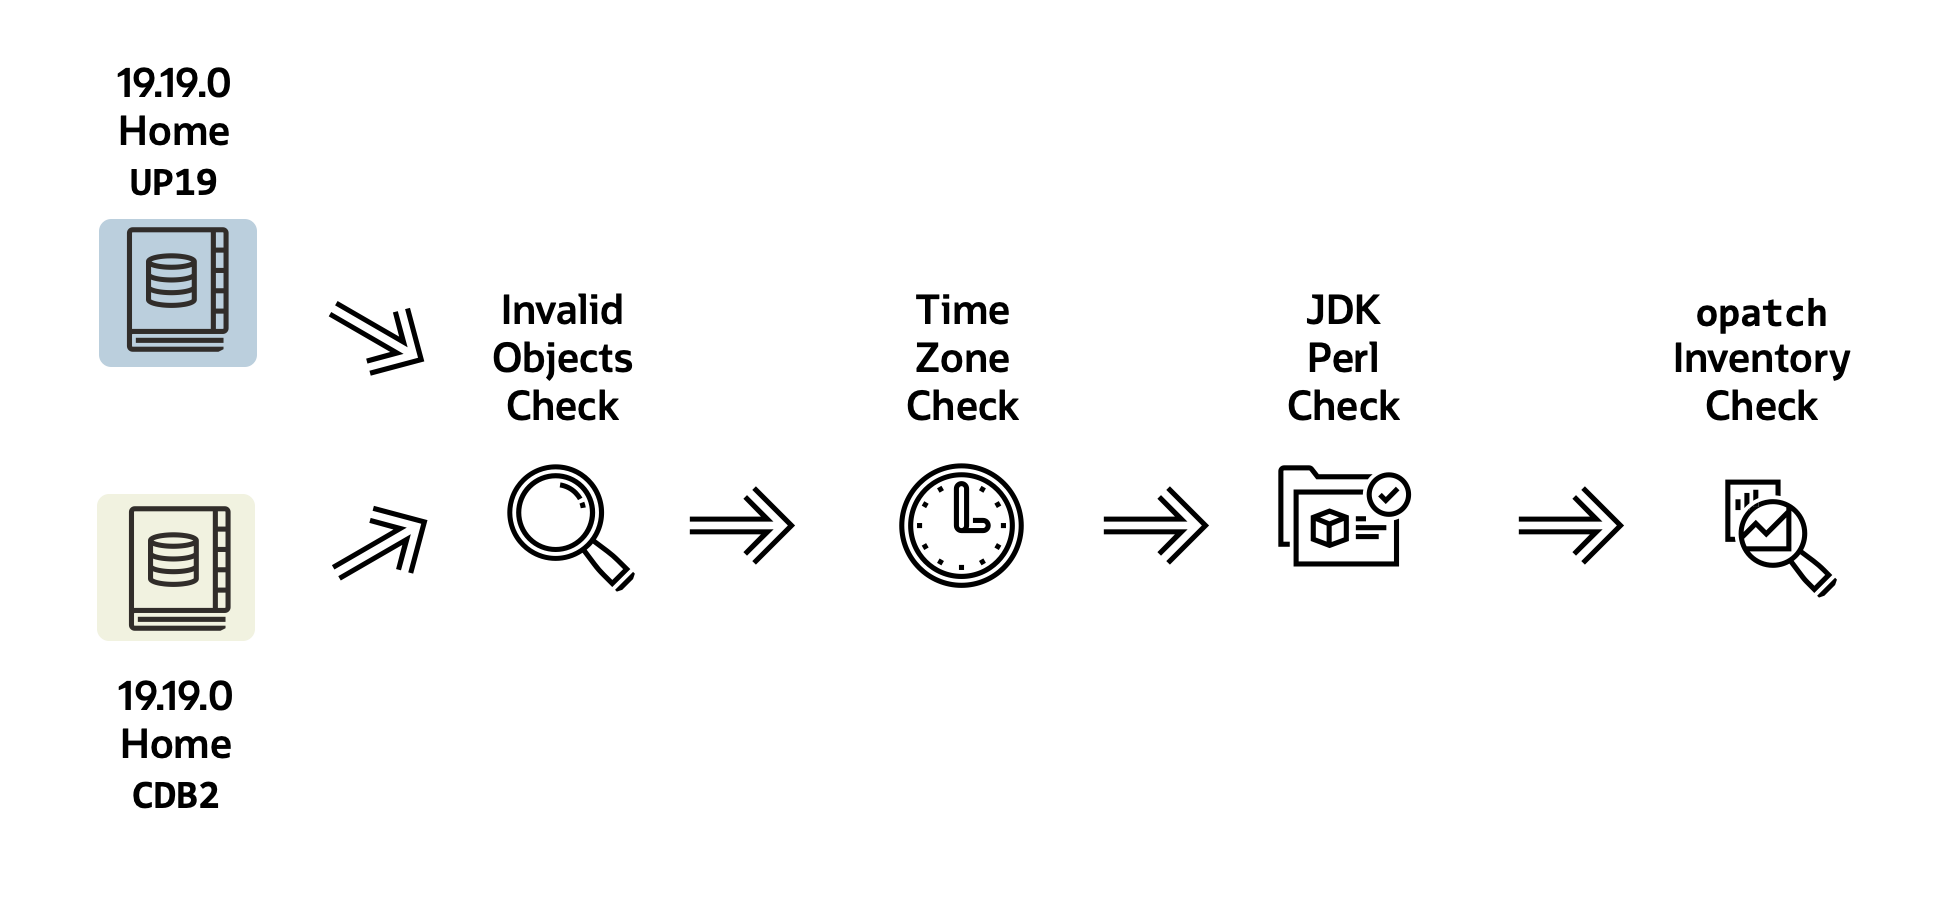 19.19.0
Home
UP19
Invalid
Objects
Check
Time
Zone
Check
JDK
Perl
Check
opatch
Inventory
Check
19.19.0
Home
CDB2